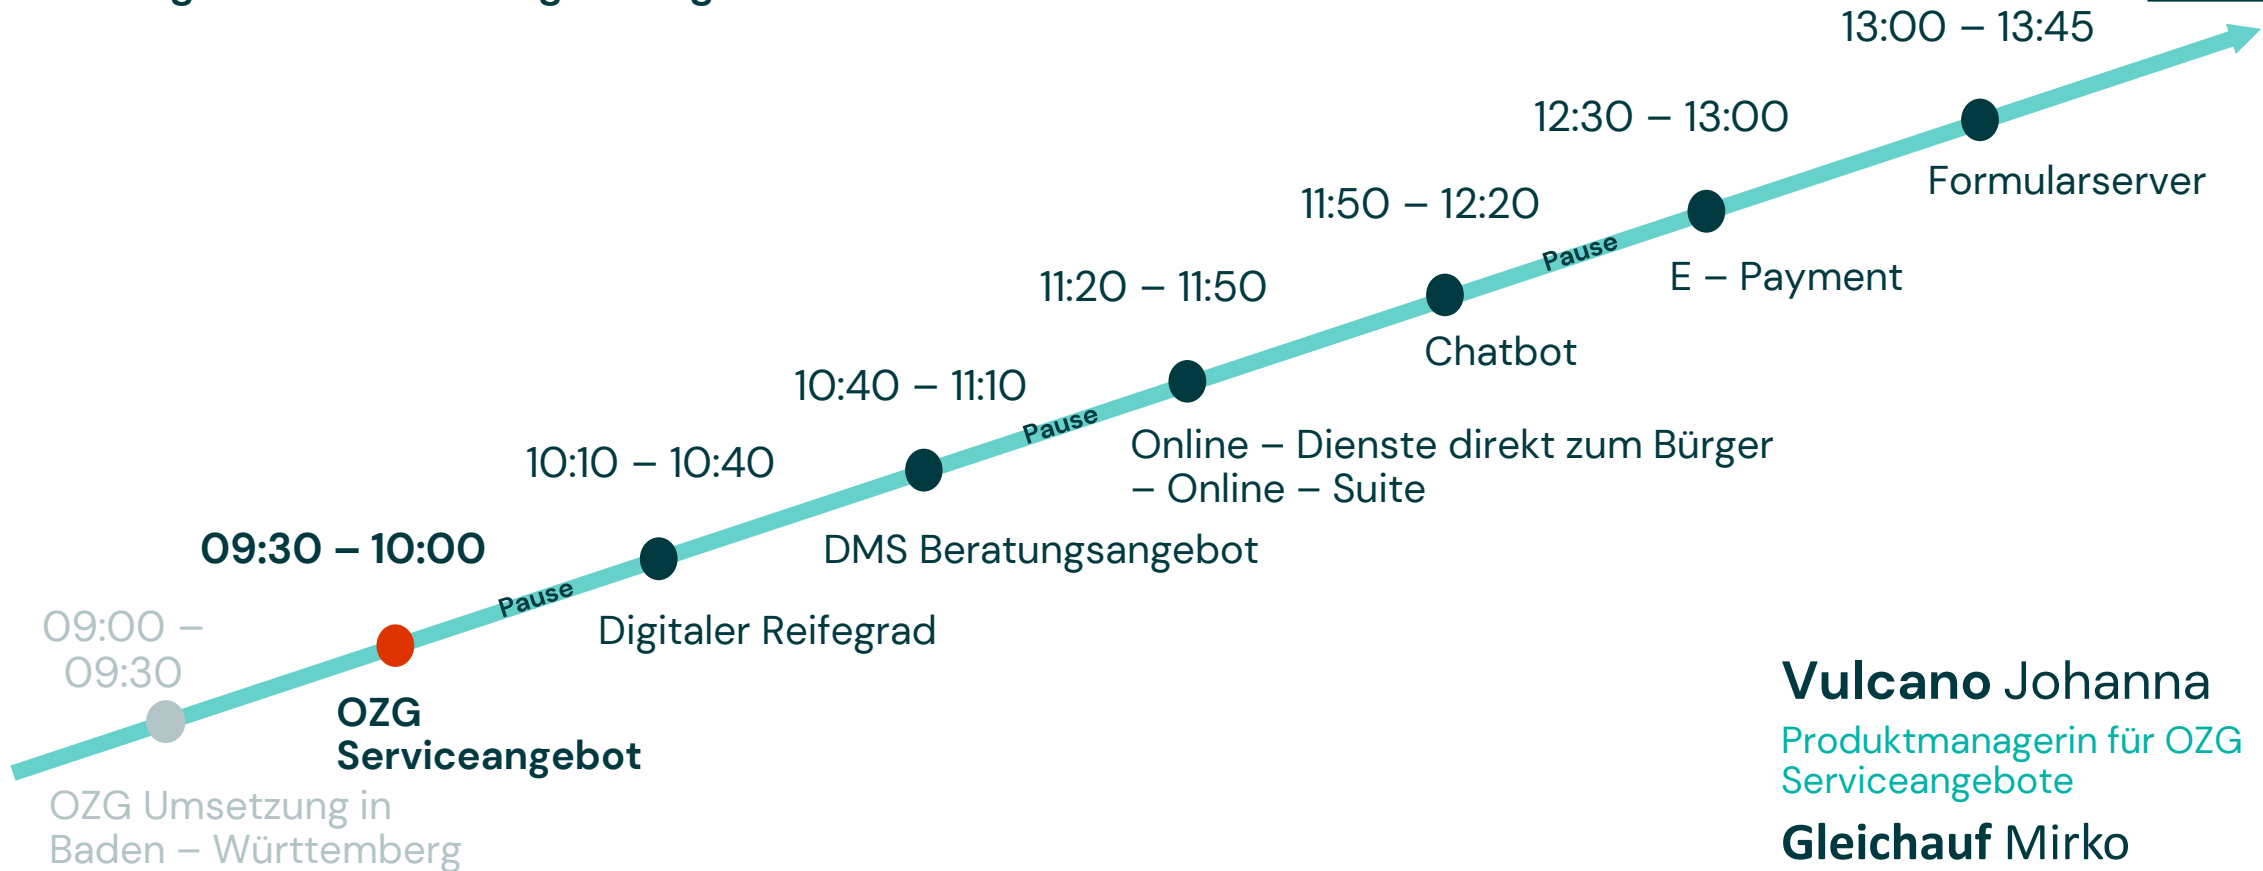 09:00 –
09:30
OZG Umsetzung in
Baden – Württemberg
09:30 – 10:00
OZG
Serviceangebot
Pause
10:10 – 10:40
Digitaler Reifegrad
10:40 – 11:10
DMS Beratungsangebot
Pause
11:20 – 11:50
Online – Dienste direkt zum Bürger
– Online – Suite
11:50 – 12:20
Chatbot
Pause
12:30 – 13:00
E – Payment
13:00 – 13:45
Formularserver
Vulcano Johanna
Produktmanagerin für OZG
Serviceangebote
Gleichauf Mirko